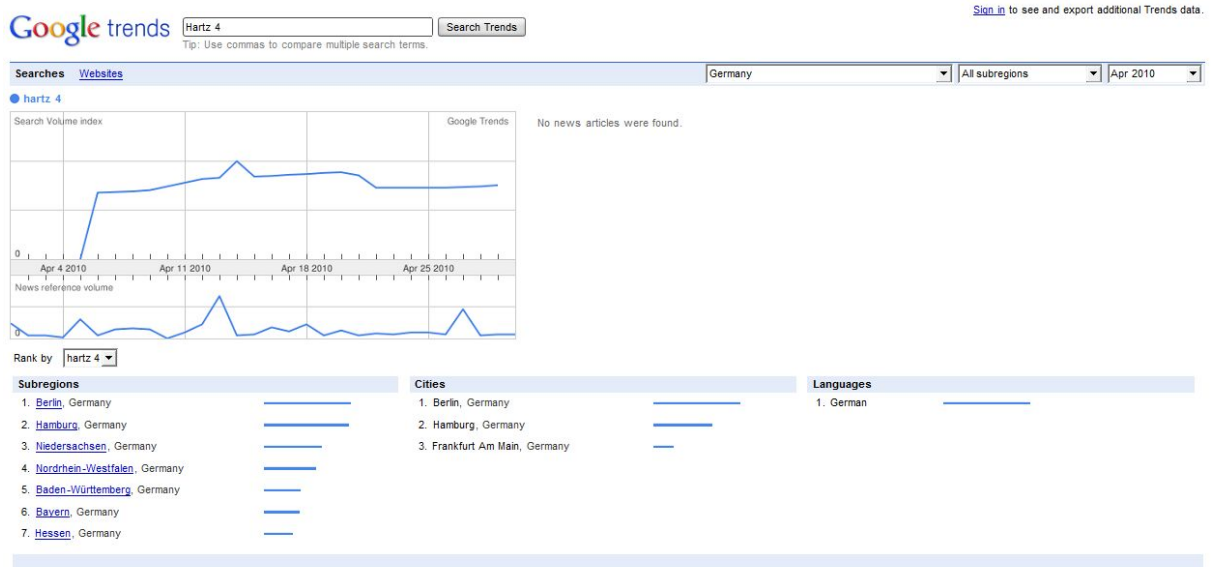 Sign in to see and export additional Trends data.
Google trends Hartz 4 Search Trends
Tip: Use commas to compare multiple search terms.
Searches Websites Germany All subregions Apr 2010
hartz 4
Search Volume index Google Trends
No news articles were found.
0
Apr 4 2010 Apr 11 2010 Apr 18 2010 Apr 25 2010
News reference volume
0
Rank by hartz 4
Subregions
1. Berlin, Germany
2. Hamburg, Germany
3. Niedersachsen, Germany
4. Nordrhein-Westfalen, Germany
5. Baden-Württemberg, Germany
6. Bayern, Germany
7. Hessen, Germany
Cities
1. Berlin, Germany
2. Hamburg, Germany
3. Frankfurt Am Main, Germany
Languages
1. German